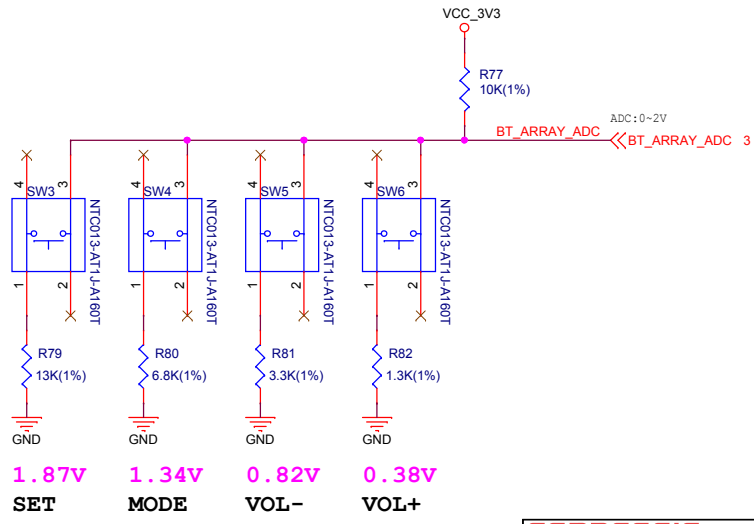 VCC_3V3
R77
10K(1%)
ADC:0~2V
BT_ARRAY_ADC
BT_ARRAY_ADC 3
4 3 4 3 4 3 4 3
SW3 SW4 SW5 SW6
NTC013-AT1J-A160T NTC013-AT1J-A160T NTC013-AT1J-A160T NTC013-AT1J-A160T
1 2 1 2 1 2 1 2
R79 R80 R81 R82
13K(1%) 6.8K(1%) 3.3K(1%) 1.3K(1%)
GND GND GND GND
1.87V 1.34V 0.82V 0.38V
SET MODE VOL- VOL+